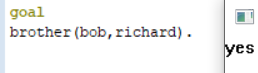 goal
brother(bob,richard).
yes